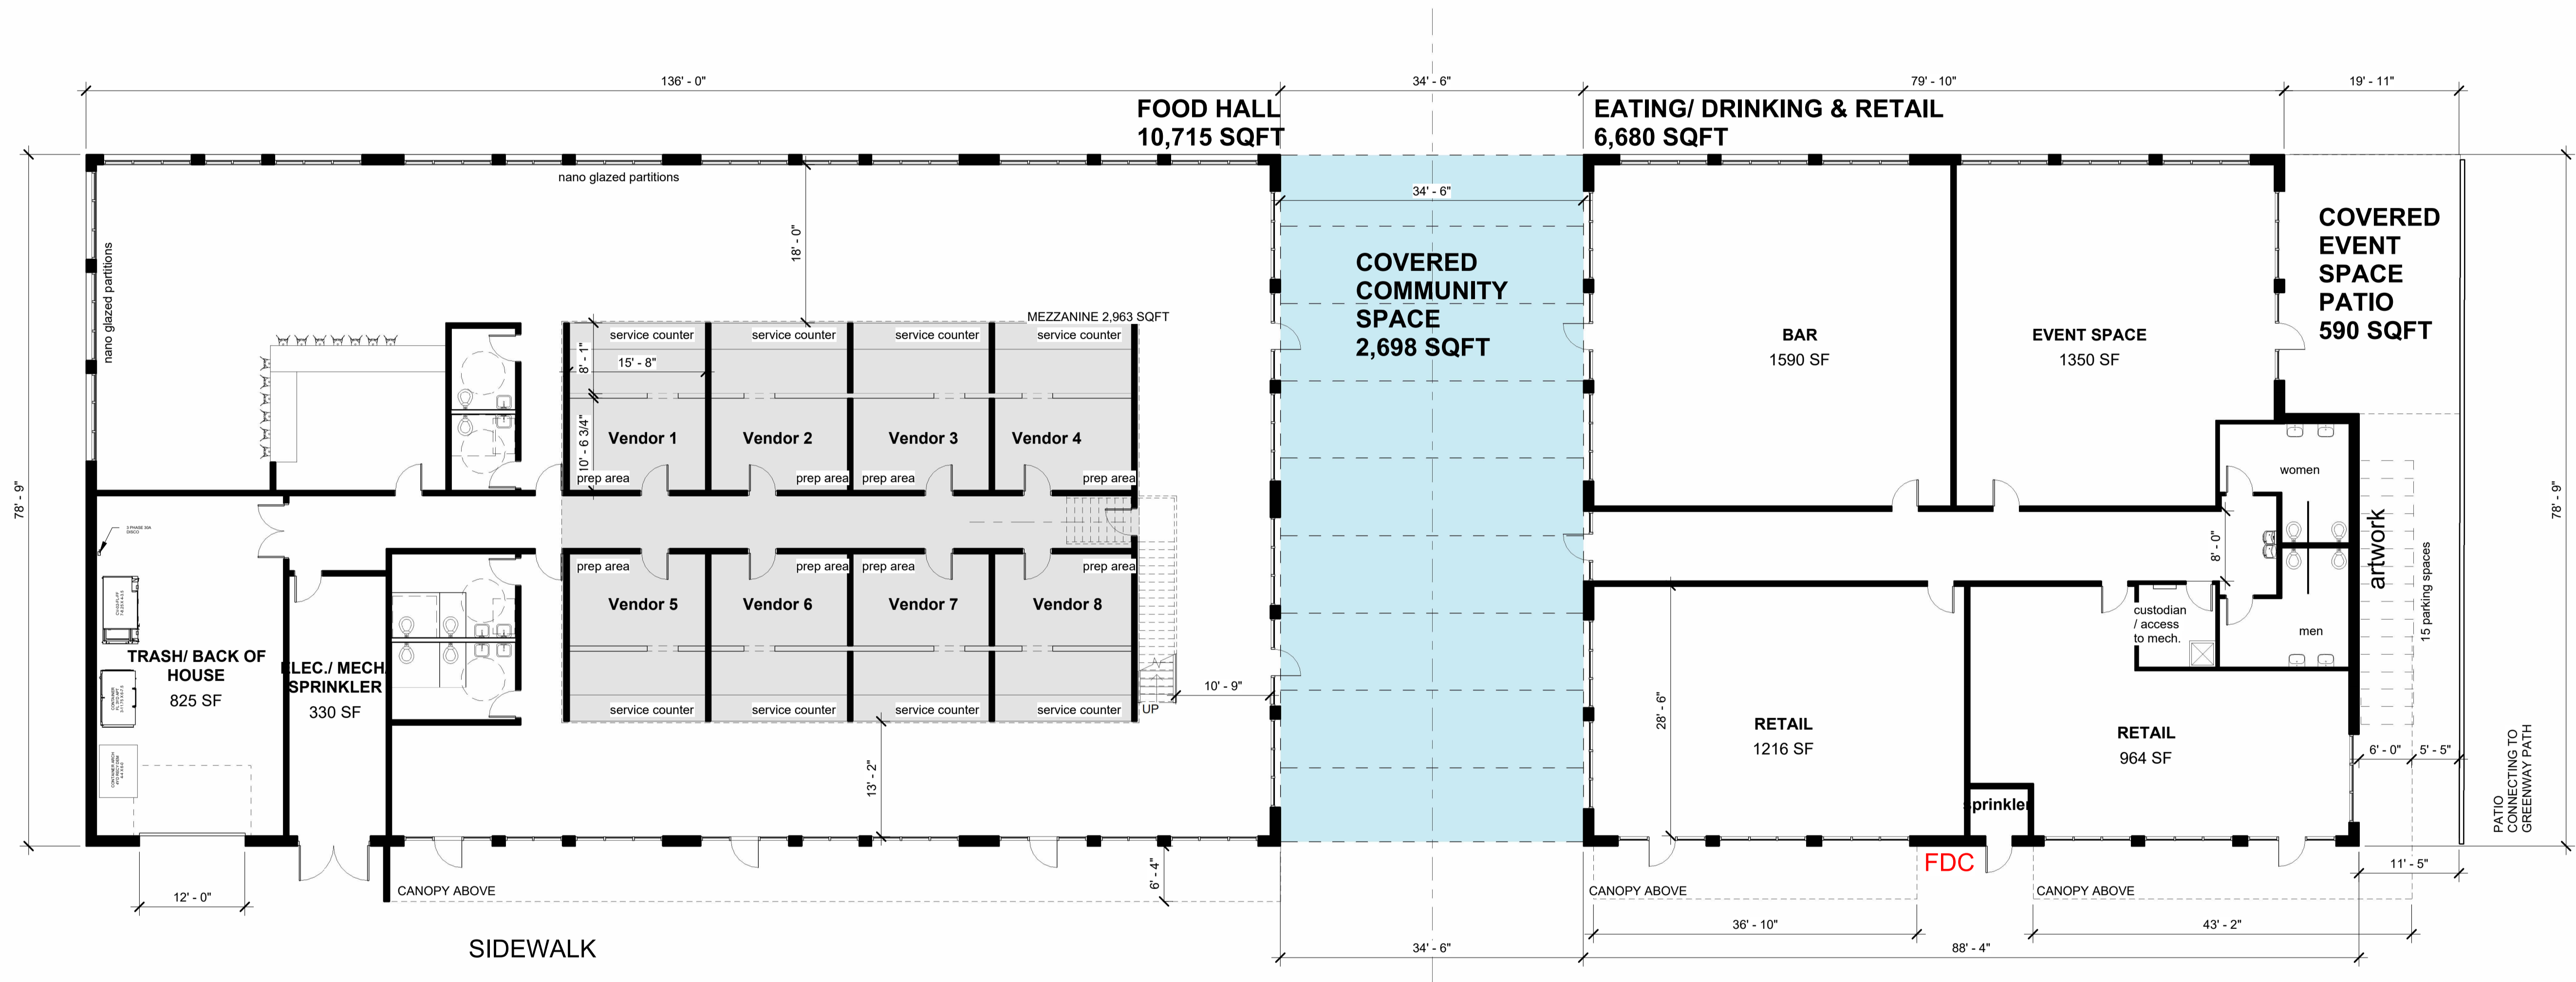 136' - 0"
34' - 6"
79' - 10"
19' - 11"
FOOD HALL
10,715 SQFT
EATING/ DRINKING & RETAIL
6,680 SQFT
nano glazed partitions
nano glazed partitions
18' - 0"
34' - 6"
COVERED
COMMUNITY
SPACE
2,698 SQFT
COVERED
EVENT
SPACE
PATIO
590 SQFT
MEZZANINE 2,963 SQFT
service counter
service counter
service counter
service counter
8' - 1"
15' - 8"
10' - 6 3/4"
BAR
1590 SF
EVENT SPACE
1350 SF
Vendor 1
Vendor 2
Vendor 3
Vendor 4
prep area
prep area
prep area
prep area
women
78' - 9"
78' - 9"
3 PHASE 30A
DISCO
8' - 0"
artwork
15 parking spaces
prep area
prep area
prep area
prep area
Vendor 5
Vendor 6
Vendor 7
Vendor 8
custodian
/ access
to mech.
men
TRASH/ BACK OF
HOUSE
825 SF
ELEC./ MECH.
SPRINKLER
330 SF
10' - 9"
UP
service counter
service counter
service counter
service counter
28' - 6"
RETAIL
1216 SF
RETAIL
964 SF
6' - 0"
5' - 5"
PATIO
CONNECTING TO
GREENWAY PATH
13' - 2"
sprinkler
FDC
11' - 5"
6' - 4"
CANOPY ABOVE
CANOPY ABOVE
CANOPY ABOVE
12' - 0"
36' - 10"
43' - 2"
SIDEWALK
34' - 6"
88' - 4"